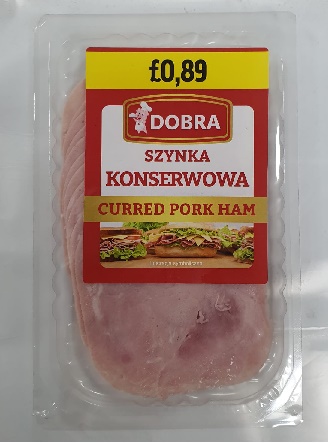 £0,89
DOBRA
SZYNKA
KONSERWOWA
CURRED PORK HAM